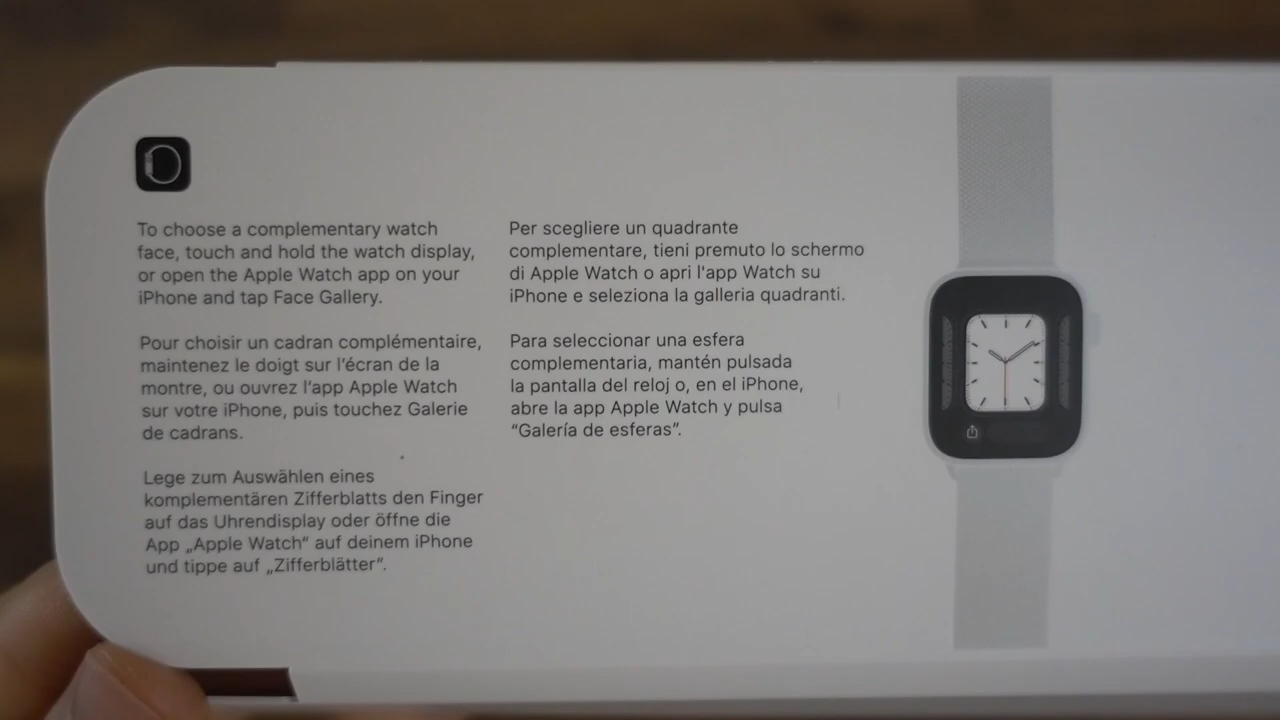 To choose a complementary watch
face, touch and hold the watch display,
or open the Apple Watch app on your
iPhone and tap Face Gallery.
Pour choisir un cadran complémentaire,
maintenez le doigt sur l'écran de la
montre, ou ouvrez l'app Apple Watch
sur votre iPhone, puis touchez Galerie
de cadrans.
Lege zum Auswählen eines
komplementären Zifferblatts den Finger
auf das Uhrendisplay oder öffne die
App „Apple Watch“ auf deinem iPhone
und tippe auf „Zifferblätter“.
Per scegliere un quadrante
complementare, tieni premuto lo schermo
di Apple Watch o apri l'app Watch su
iPhone e seleziona la galleria quadranti.
Para seleccionar una esfera
complementaria, mantén pulsada
la pantalla del reloj o, en el iPhone,
abre la app Apple Watch y pulsa
“Galería de esferas”.